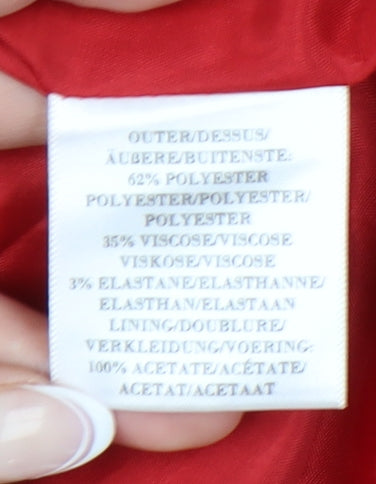 OUTER/DESSUS/
ÄUBERE/BUITENSTE:
62% POLYESTER
POLYESTER/POLYESTER/
POLYESTER
35% VISCOSE/VISCOSE
VISKOSE/VISCOSE
3% ELASTANE/ELASTHANNE/
ELASTHAN/ELASTAAN
LINING/DOUBLURE/
VERKLEIDUNG/VOERING:
100% ACETATE/ACÉTATE/
ACETAT/ACETAAT